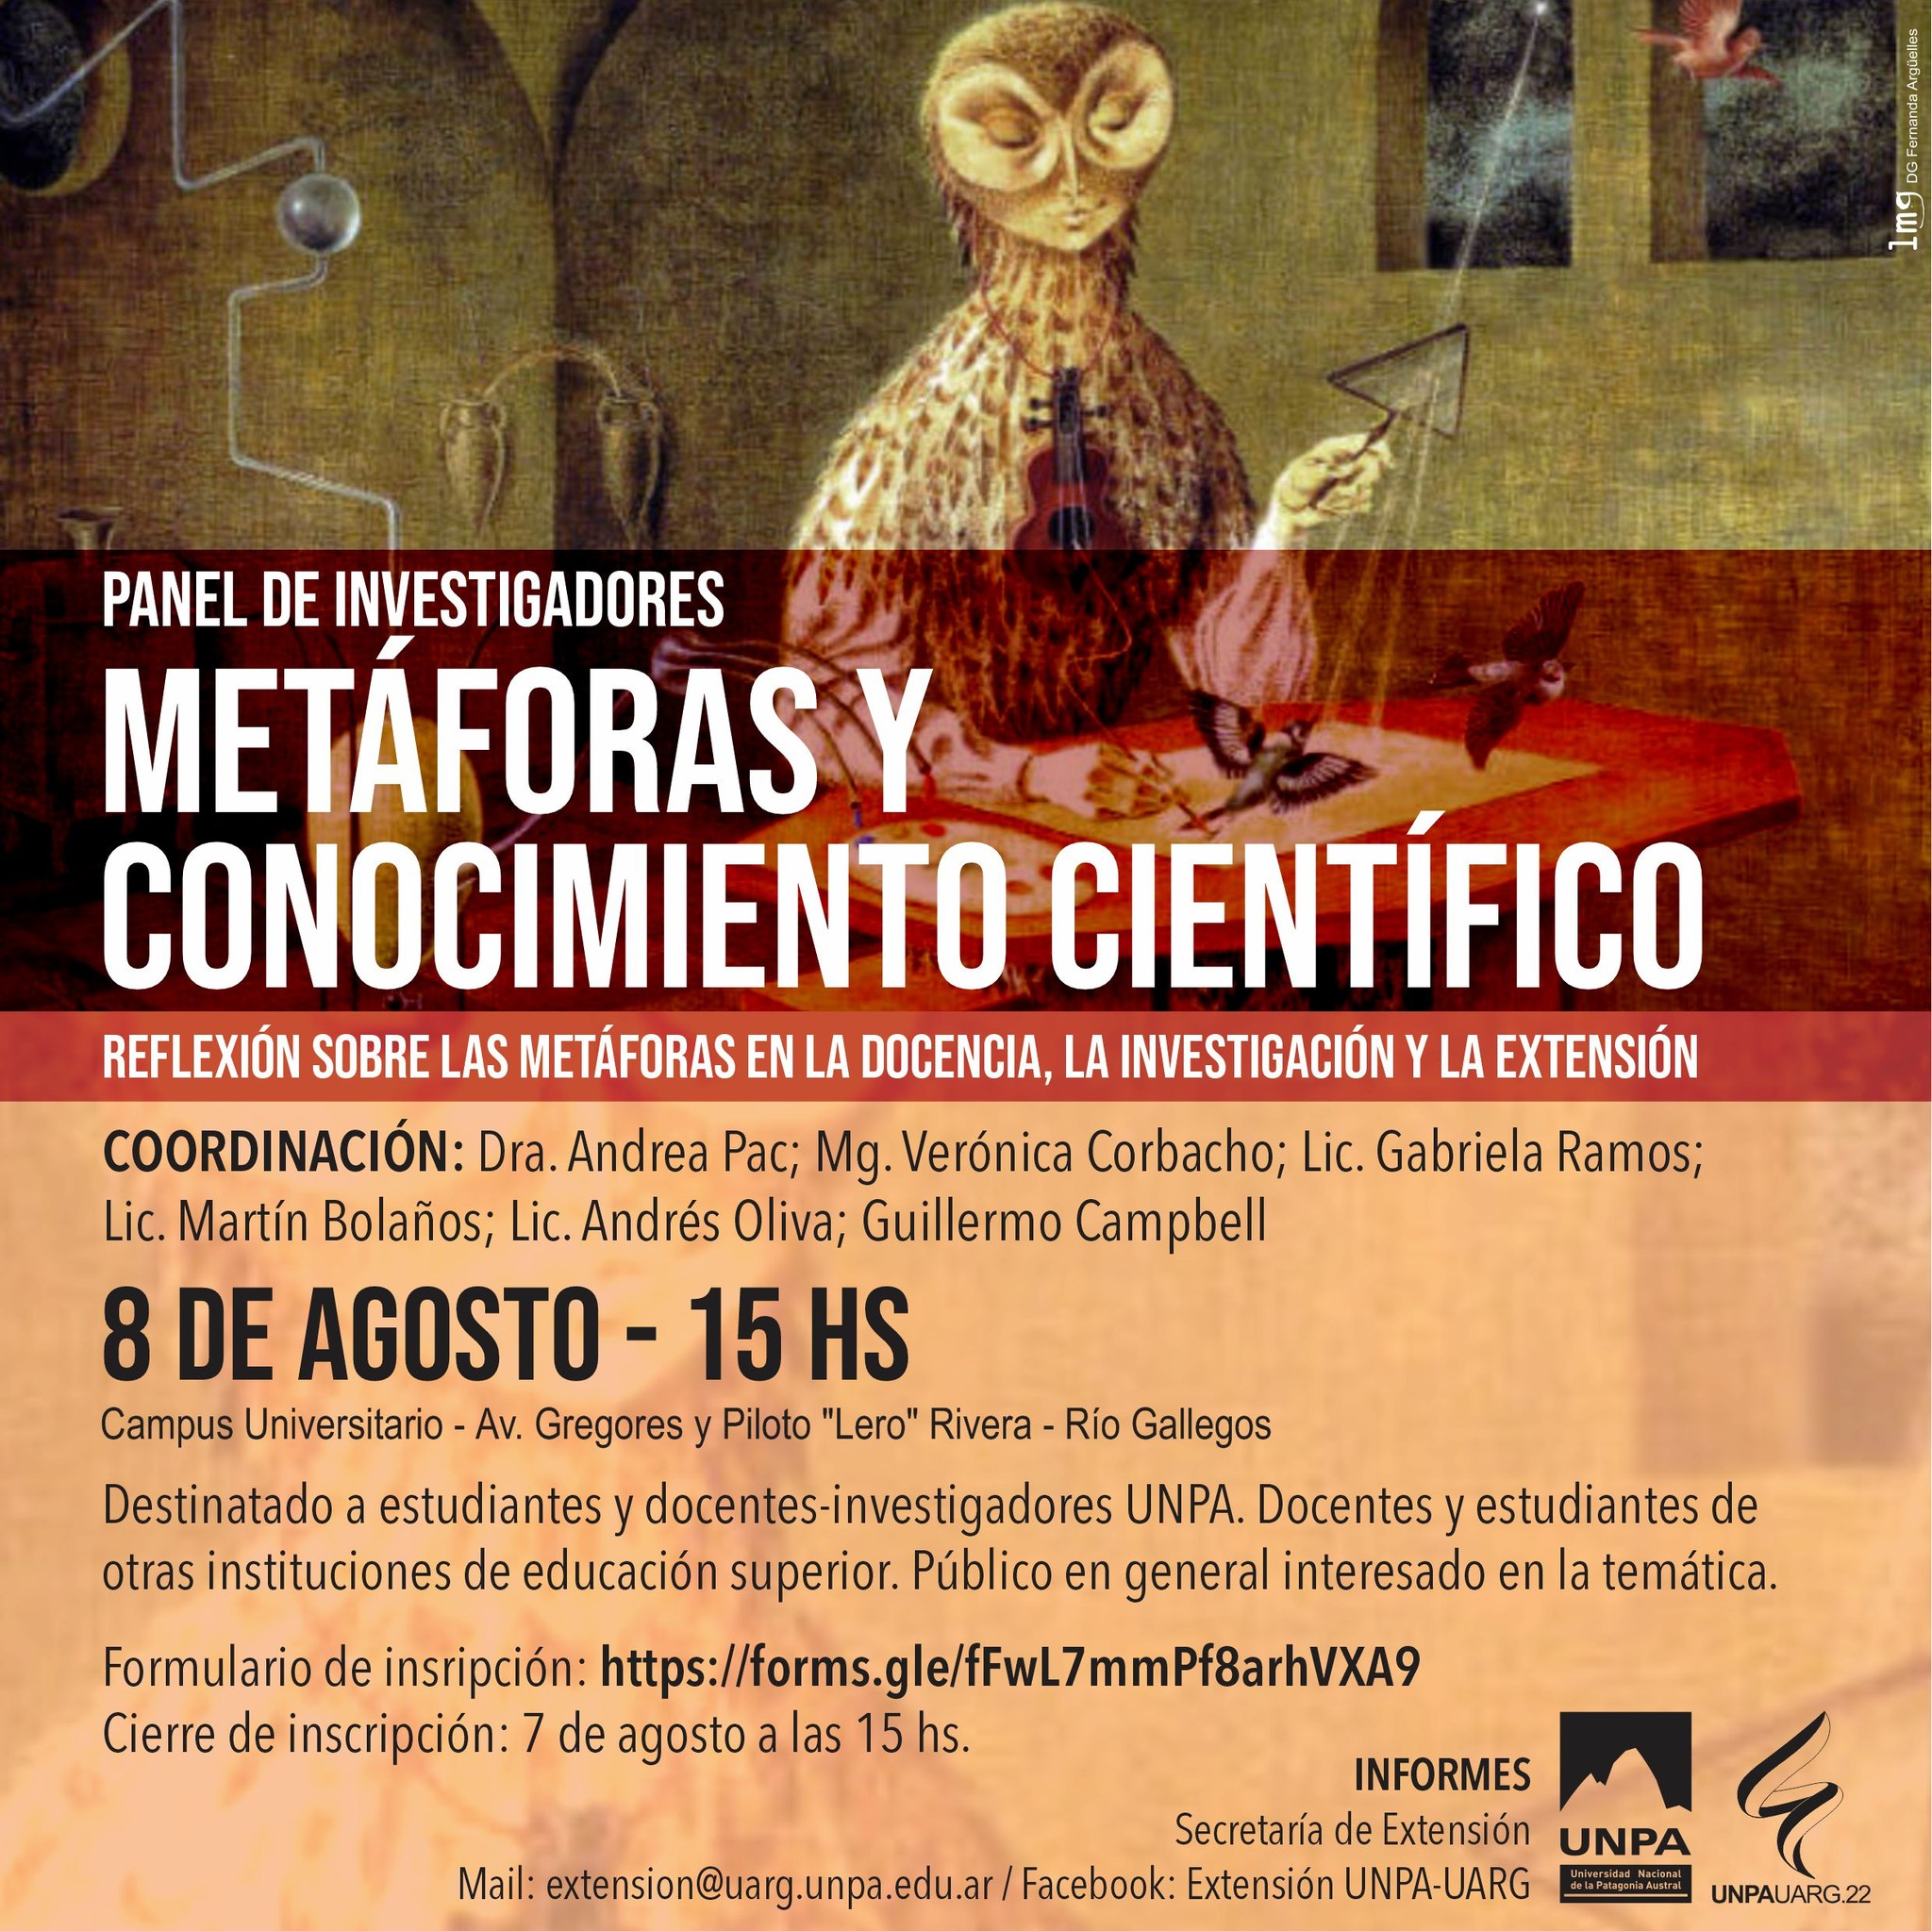 DG Fernanda Argüelles
img
PANEL DE INVESTIGADORES
METÁFORAS Y
CONOCIMIENTO CIENTÍFICO
REFLEXIÓN SOBRE LAS METÁFORAS EN LA DOCENCIA, LA INVESTIGACIÓN Y LA EXTENSIÓN
COORDINACIÓN: Dra. Andrea Pac; Mg. Verónica Corbacho; Lic. Gabriela Ramos;
Lic. Martín Bolaños; Lic. Andrés Oliva; Guillermo Campbell
8 DE AGOSTO - 15 HS
Campus Universitario - Av. Gregores y Piloto "Lero" Rivera - Río Gallegos
Destinatado a estudiantes y docentes-investigadores UNPA. Docentes y estudiantes de
otras instituciones de educación superior. Público en general interesado en la temática.
Formulario de insripción: https://forms.gle/fFwL7mmPf8arhVXA9
Cierre de inscripción: 7 de agosto a las 15 hs.
INFORMES
Secretaría de Extensión
Mail: extension@uarg.unpa.edu.ar / Facebook: Extensión UNPA-UARG
UNPA
Universidad Nacional
de la Patagonia Austral
UNPAUARG.22